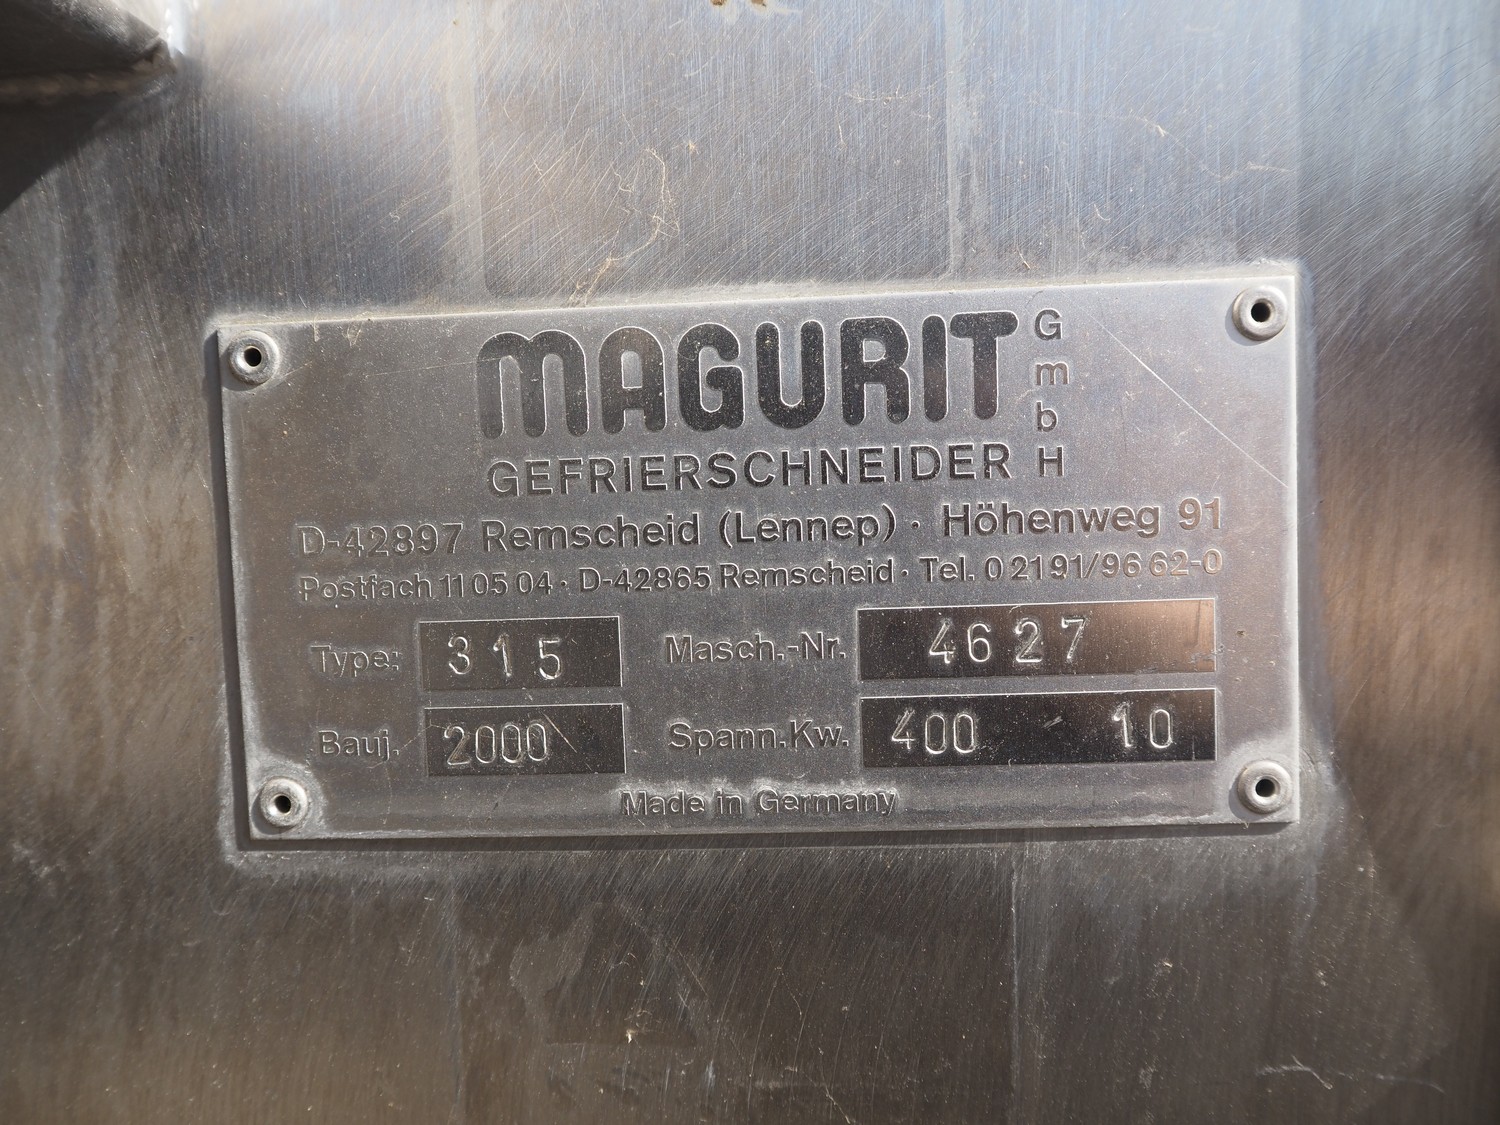 MAGURIT GmbH
GEFRIERSCHNEIDER
D-42897 Remscheid (Lennep) · Höhenweg 91
Postfach 11 05 04 · D-42865 Remscheid · Tel. 0 21 91/96 62-0
Type: 315 Masch.-Nr. 4627
Bauj. 2000 Spann.Kw. 400 - 10
Made in Germany